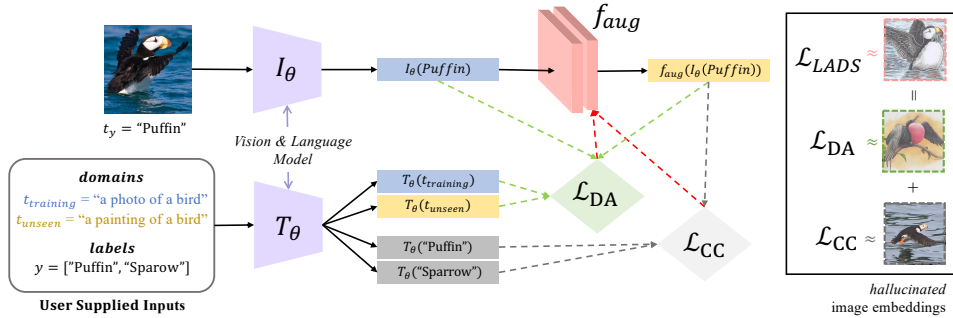 f_aug
I_θ
I_θ(Puffin)
f_aug(I_θ(Puffin))
t_y = “Puffin”
Vision & Language
Model
domains
t_training = “a photo of a bird”
t_unseen = “a painting of a bird”
labels
y = ["Puffin", “Sparow”]
User Supplied Inputs
T_θ
T_θ(t_training)
T_θ(t_unseen)
T_θ(“Puffin”)
T_θ(“Sparrow”)
ℒ_DA
ℒ_CC
ℒ_LADS ≈
=
ℒ_DA ≈
+
ℒ_CC ≈
hallucinated
image embeddings